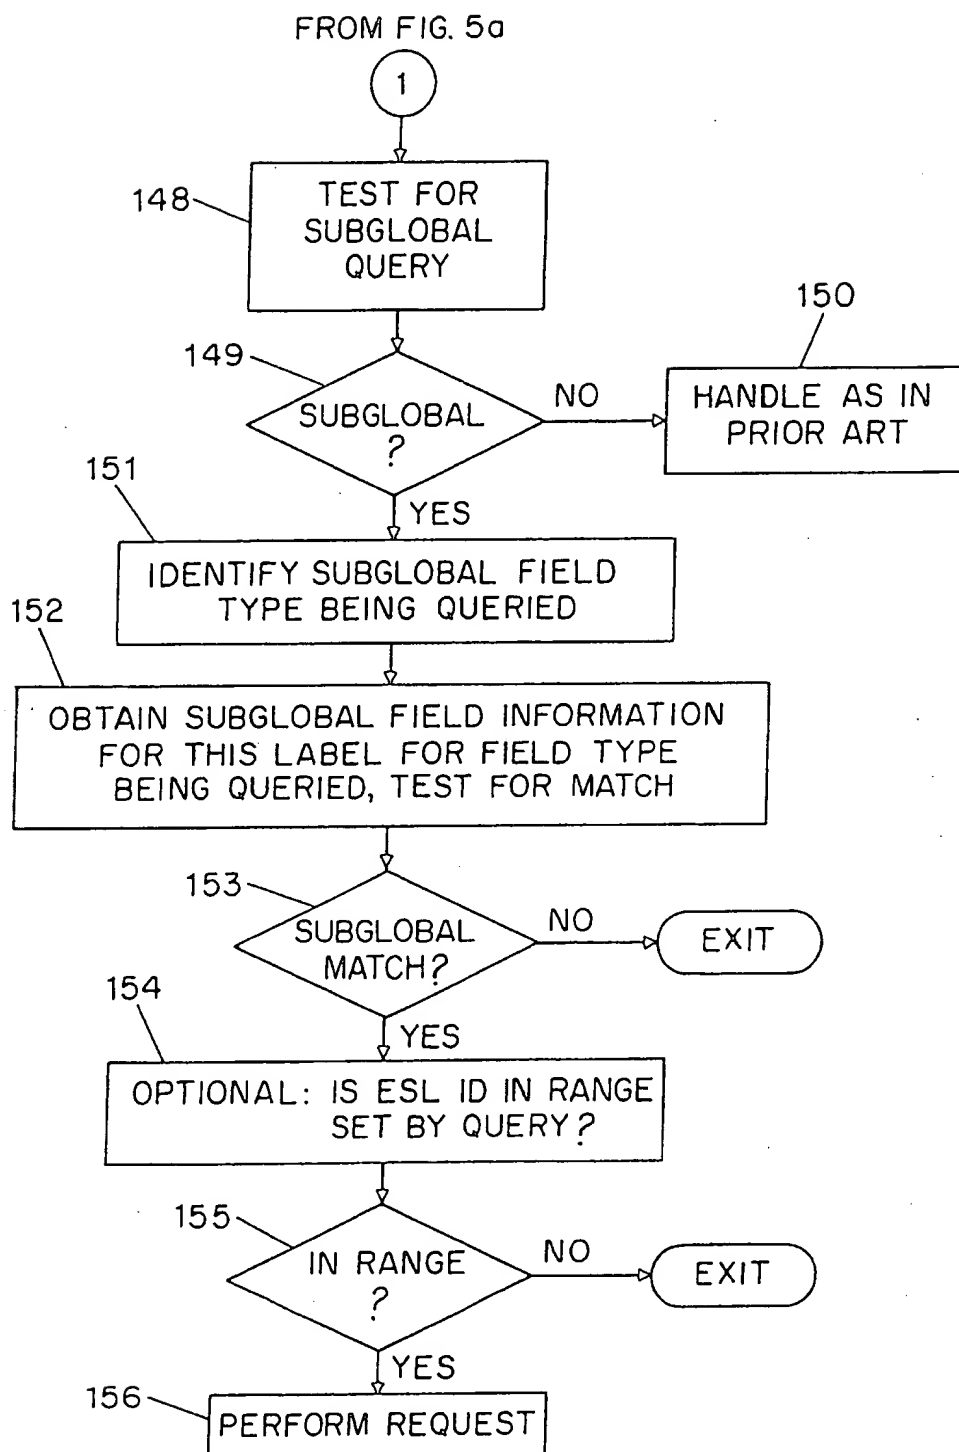 FROM FIG. 5a
1
148
TEST FOR
SUBGLOBAL
QUERY
149
SUBGLOBAL
?
NO
150
HANDLE AS IN
PRIOR ART
YES
151
IDENTIFY SUBGLOBAL FIELD
TYPE BEING QUERIED
152
OBTAIN SUBGLOBAL FIELD INFORMATION
FOR THIS LABEL FOR FIELD TYPE
BEING QUERIED, TEST FOR MATCH
153
SUBGLOBAL
MATCH?
NO
EXIT
YES
154
OPTIONAL: IS ESL ID IN RANGE
SET BY QUERY?
155
IN RANGE
?
NO
EXIT
YES
156
PERFORM REQUEST